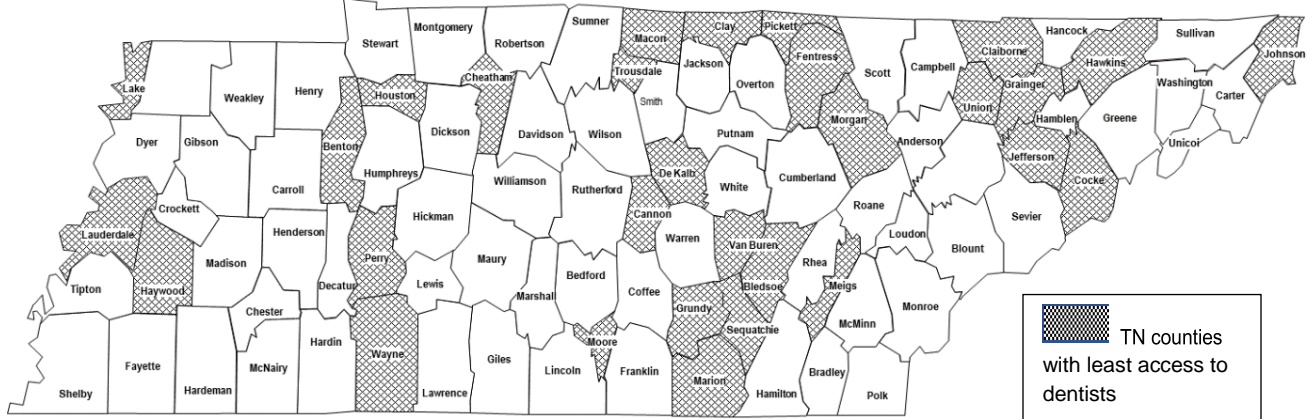 Stewart
Montgomery
Robertson
Sumner
Macon
Clay
Pickett
Hancock
Sullivan
Johnson
Lake
Weakley
Henry
Houston
Cheatham
Trousdale
Smith
Jackson
Overton
Fentress
Scott
Campbell
Claiborne
Grainger
Hawkins
Washington
Carter
Union
Hamblen
Greene
Unicoi
Dyer
Gibson
Benton
Dickson
Davidson
Wilson
Putnam
Morgan
Anderson
Jefferson
Cocke
Humphreys
Carroll
Williamson
Rutherford
De Kalb
White
Cumberland
Roane
Sevier
Crockett
Lauderdale
Henderson
Hickman
Cannon
Warren
Van Buren
Rhea
Loudon
Blount
Madison
Perry
Maury
Tipton
Haywood
Decatur
Lewis
Marshall
Bedford
Coffee
Grundy
Bledsoe
Meigs
Monroe
Chester
Sequatchie
McMinn
Hardin
Moore
Shelby
Fayette
Hardeman
McNairy
Wayne
Lawrence
Giles
Lincoln
Franklin
Marion
Hamilton
Bradley
Polk
TN counties
with least access to
dentists